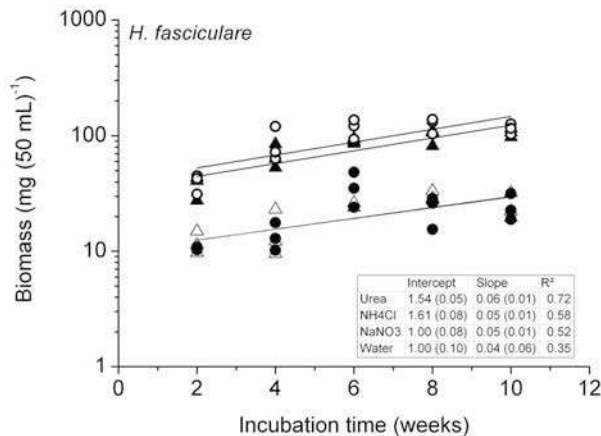 H. fasciculare
1000
100
10
1
Biomass (mg (50 mL)⁻¹)
Intercept Slope R²
Urea 1.54 (0.05) 0.06 (0.01) 0.72
NH4Cl 1.61 (0.08) 0.05 (0.01) 0.58
NaNO3 1.00 (0.08) 0.05 (0.01) 0.52
Water 1.00 (0.10) 0.04 (0.06) 0.35
0 2 4 6 8 10 12
Incubation time (weeks)